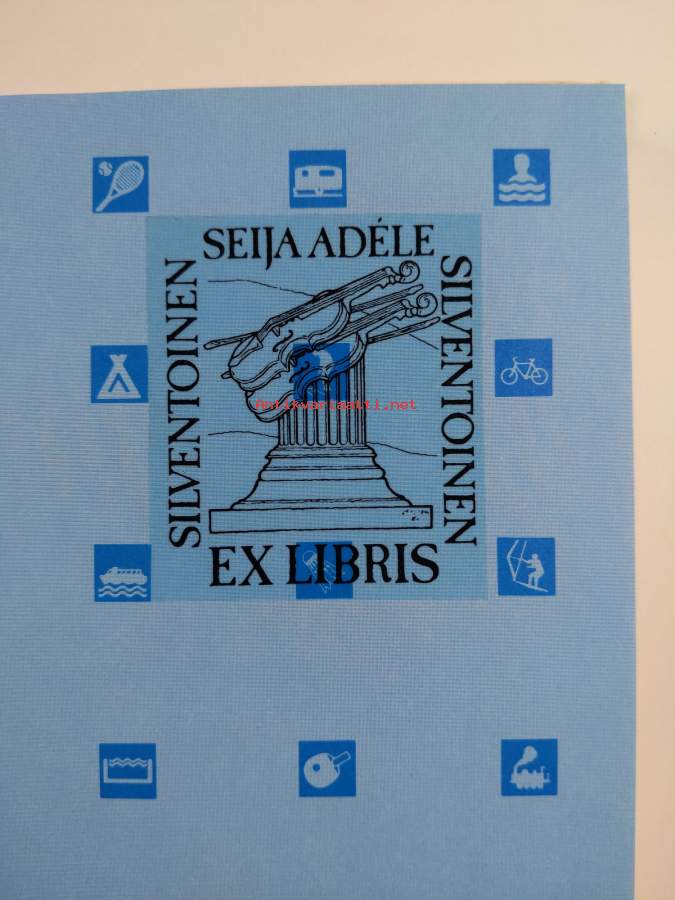 SEIJA ADÉLE
SILVENTOINEN
SILVENTOINEN
Antikvariaatti.net
EX LIBRIS